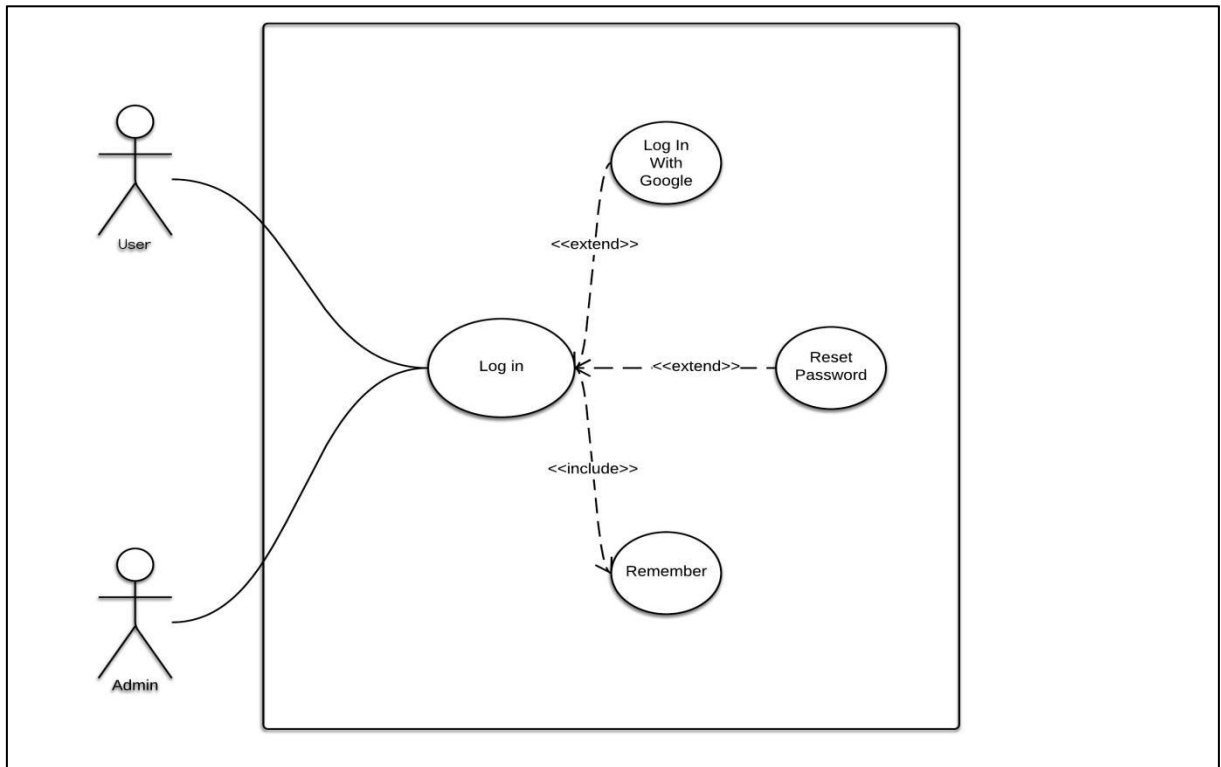 Log In
With
Google
User
<<extend>>
Log in
<<extend>>
Reset
Password
<<include>>
Remember
Admin